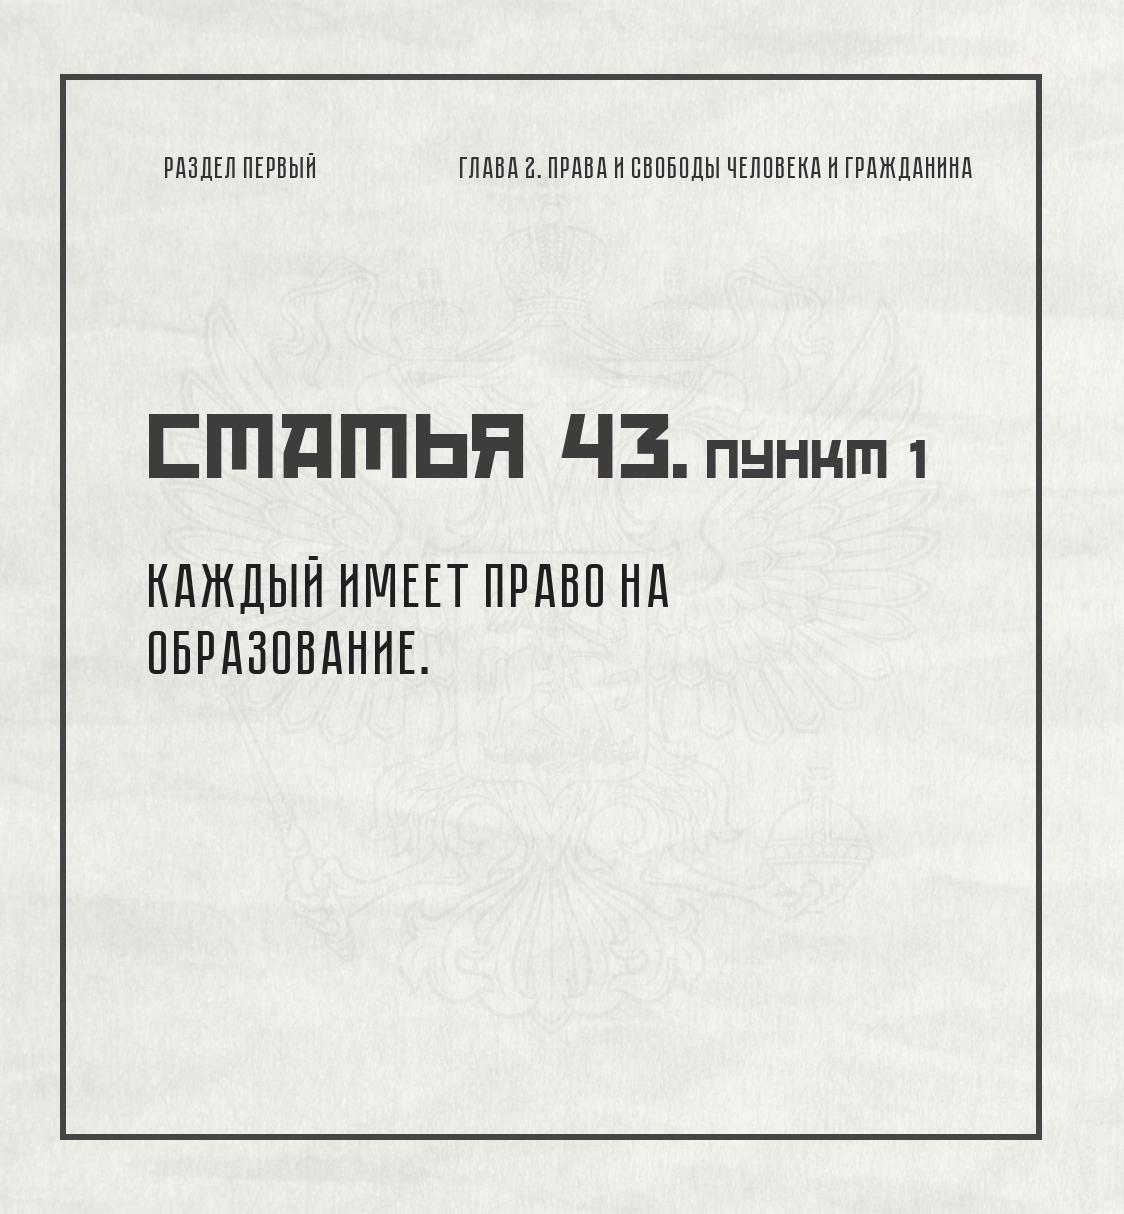 РАЗДЕЛ ПЕРВЫЙ ГЛАВА 2. ПРАВА И СВОБОДЫ ЧЕЛОВЕКА И ГРАЖДАНИНА
СТАТЬЯ 43. ПУНКТ 1
КАЖДЫЙ ИМЕЕТ ПРАВО НА
ОБРАЗОВАНИЕ.